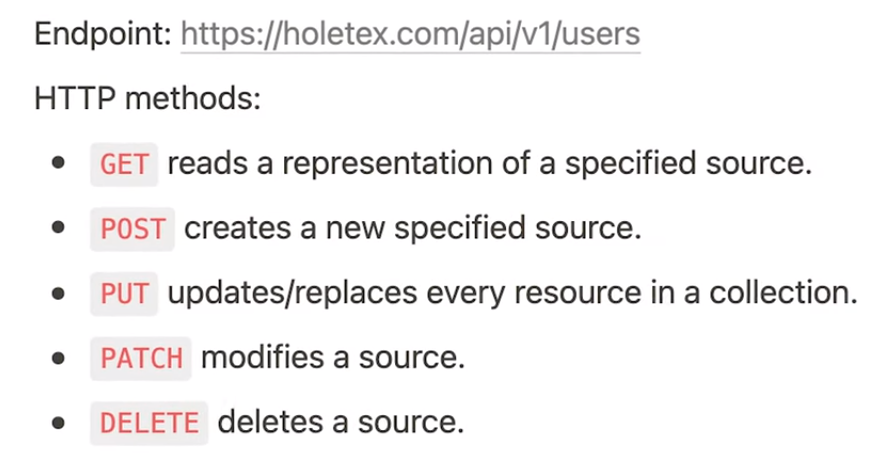 Endpoint: https://holetex.com/api/v1/users
HTTP methods:
• GET reads a representation of a specified source.
• POST creates a new specified source.
• PUT updates/replaces every resource in a collection.
• PATCH modifies a source.
• DELETE deletes a source.